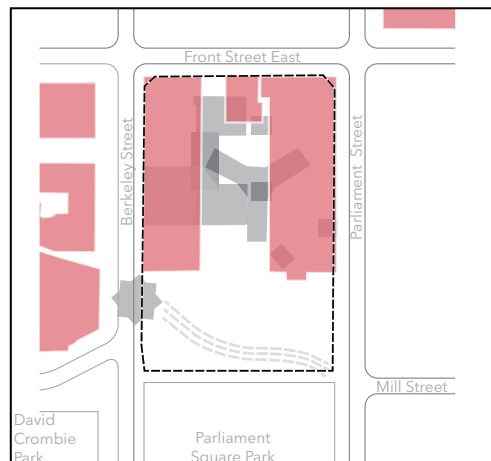 Front Street East
Berkeley Street
Parliament Street
Mill Street
David
Crombie
Park
Parliament
Square Park